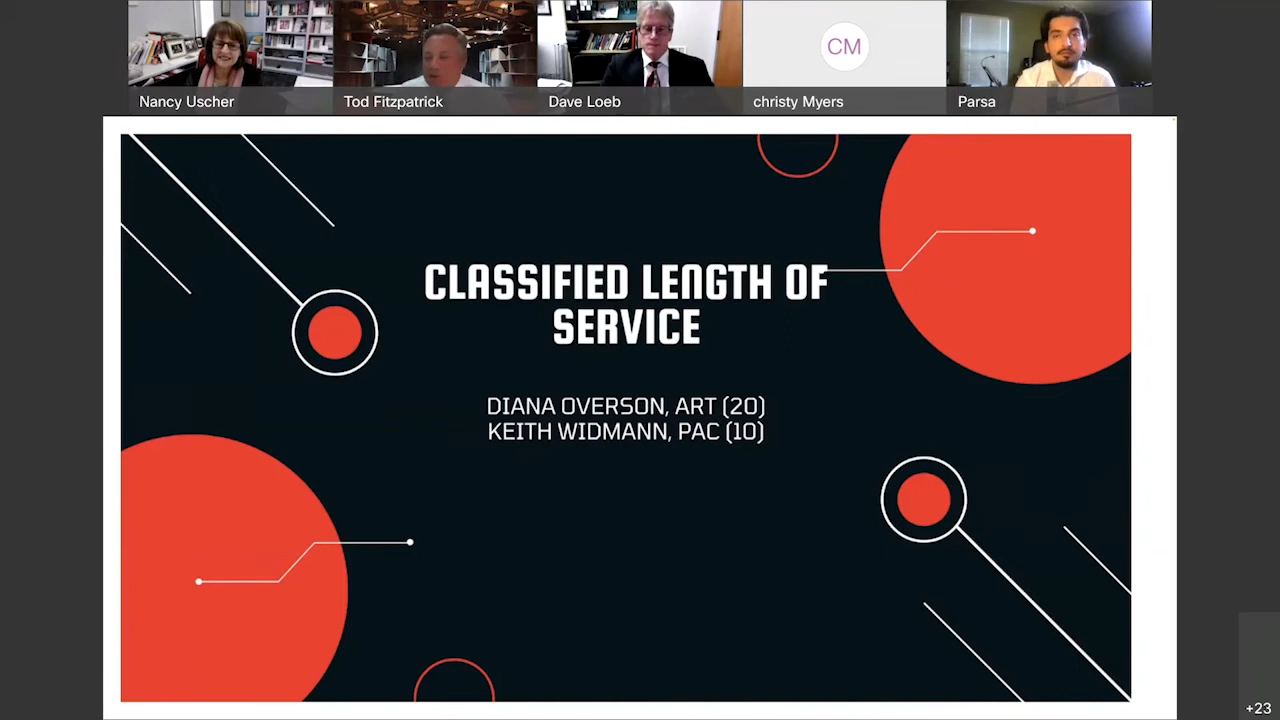 CM
Nancy Uscher
Tod Fitzpatrick
Dave Loeb
christy Myers
Parsa
CLASSIFIED LENGTH OF
SERVICE
DIANA OVERSON, ART (20)
KEITH WIDMANN, PAC (10)
+23